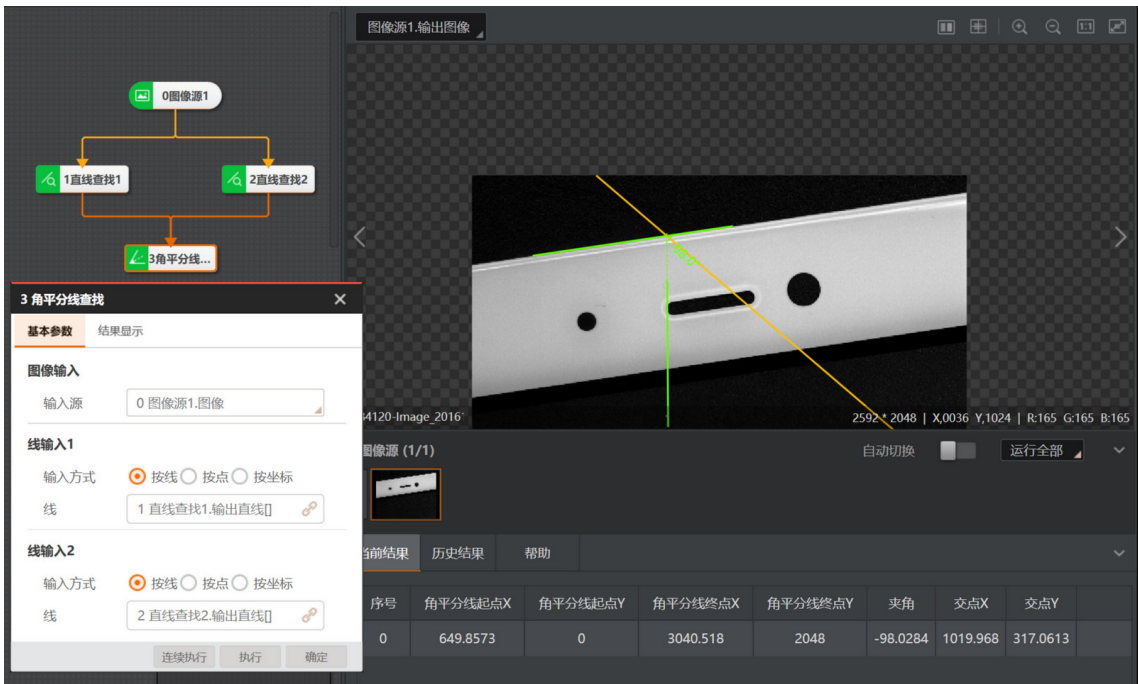 图像源1.输出图像
1:1
0图像源1
1直线查找1
2直线查找2
3角平分线...
98.0
2592 * 2048 | X,0036 Y,1024 | R:165 G:165 B:165
34120-Image_2016
3 角平分线查找
基本参数 结果显示
图像输入
输入源 0 图像源1.图像
线输入1
输入方式 按线 按点 按坐标
线 1 直线查找1.输出直线[]
线输入2
输入方式 按线 按点 按坐标
线 2 直线查找2.输出直线[]
连续执行 执行 确定
图像源 (1/1) 自动切换 运行全部
当前结果 历史结果 帮助
序号 角平分线起点X 角平分线起点Y 角平分线终点X 角平分线终点Y 夹角 交点X 交点Y
0 649.8573 0 3040.518 2048 -98.0284 1019.968 317.0613